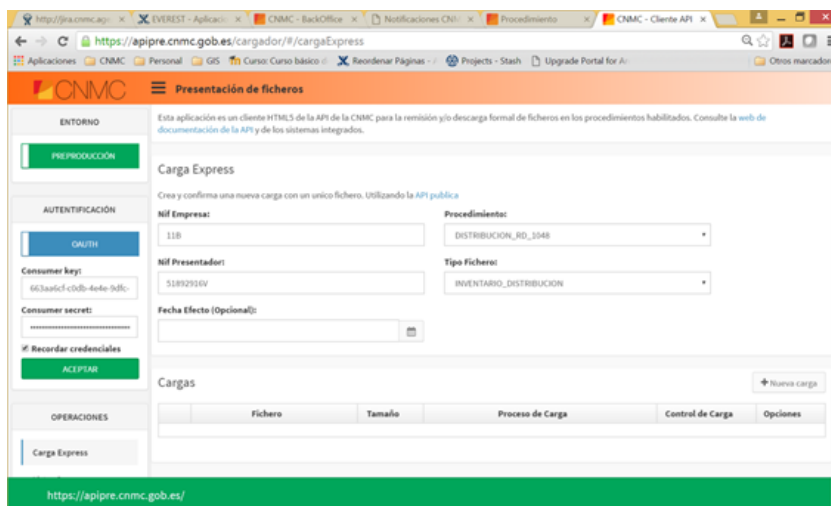 http://jira.cnmc.age
EVEREST - Aplicaci
CNMC - BackOffice
Notificaciones CNM
Procedimiento
CNMC - Cliente API
https://apipre.cnmc.gob.es/cargador/#/cargaExpress
Aplicaciones CNMC Personal GIS Curso: Curso básico d Reordenar Páginas - Projects - Stash Upgrade Portal for Ar Otros marcador
CNMC Presentación de ficheros
ENTORNO
PREPRODUCCIÓN
AUTENTIFICACIÓN
OAUTH
Consumer key:
663aa6cf-c0db-4e4e-9dfc-
Consumer secret:
Recordar credenciales
ACEPTAR
OPERACIONES
Carga Express
Esta aplicación es un cliente HTML5 de la API de la CNMC para la remisión y/o descarga formal de ficheros en los procedimientos habilitados. Consulte la web de
documentación de la API y de los sistemas integrados.
Carga Express
Crea y confirma una nueva carga con un unico fichero. Utilizando la API publica
Nif Empresa:
11B
Procedimiento:
DISTRIBUCION_RD_1048
Nif Presentador:
51892916V
Tipo Fichero:
INVENTARIO_DISTRIBUCION
Fecha Efecto (Opcional):
Cargas
Nueva carga
Fichero Tamaño Proceso de Carga Control de Carga Opciones
https://apipre.cnmc.gob.es/